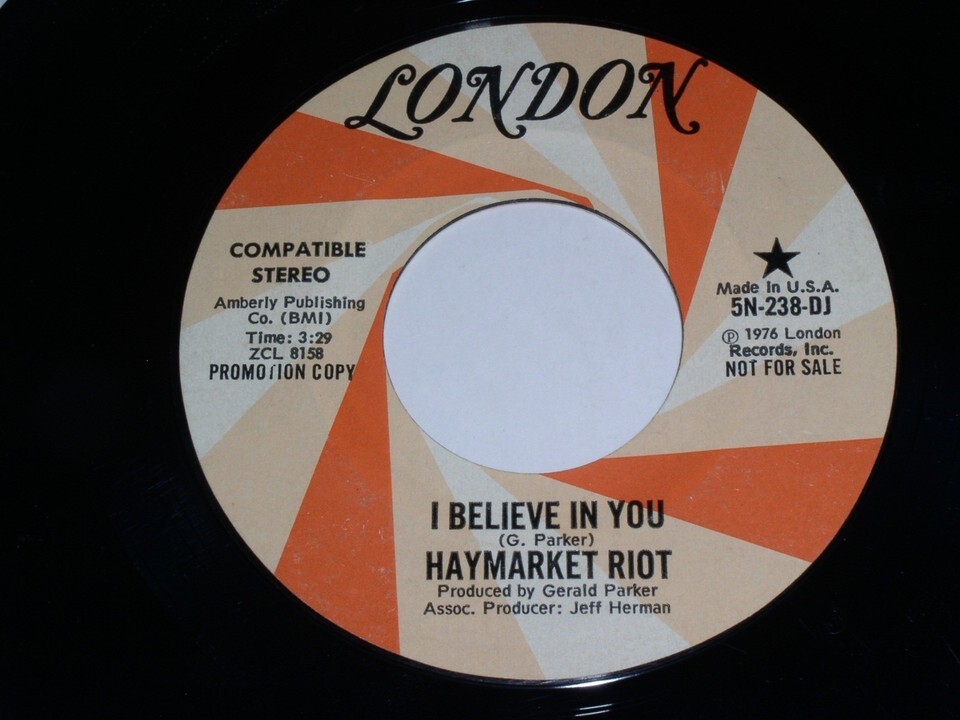 LONDON
COMPATIBLE
STEREO
Amberly Publishing
Co. (BMI)
Time: 3:29
ZCL 8158
PROMOTION COPY
★
Made In U.S.A.
5N-238-DJ
℗ 1976 London
Records, Inc.
NOT FOR SALE
I BELIEVE IN YOU
(G. Parker)
HAYMARKET RIOT
Produced by Gerald Parker
Assoc. Producer: Jeff Herman